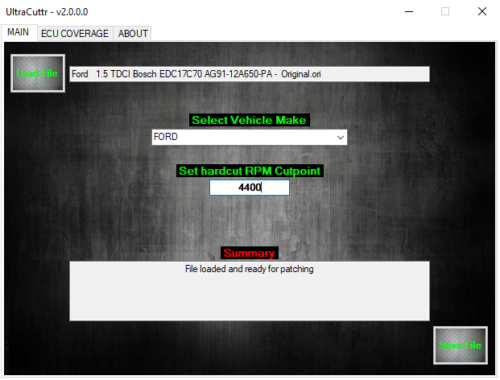 UltraCuttr - v2.0.0.0
MAIN ECU COVERAGE ABOUT
Load File
Ford 1.5 TDCI Bosch EDC17C70 AG91-12A650-PA - Original.ori
Select Vehicle Make
FORD
Set hardcut RPM Cutpoint
4400
Summary
File loaded and ready for patching
Save File